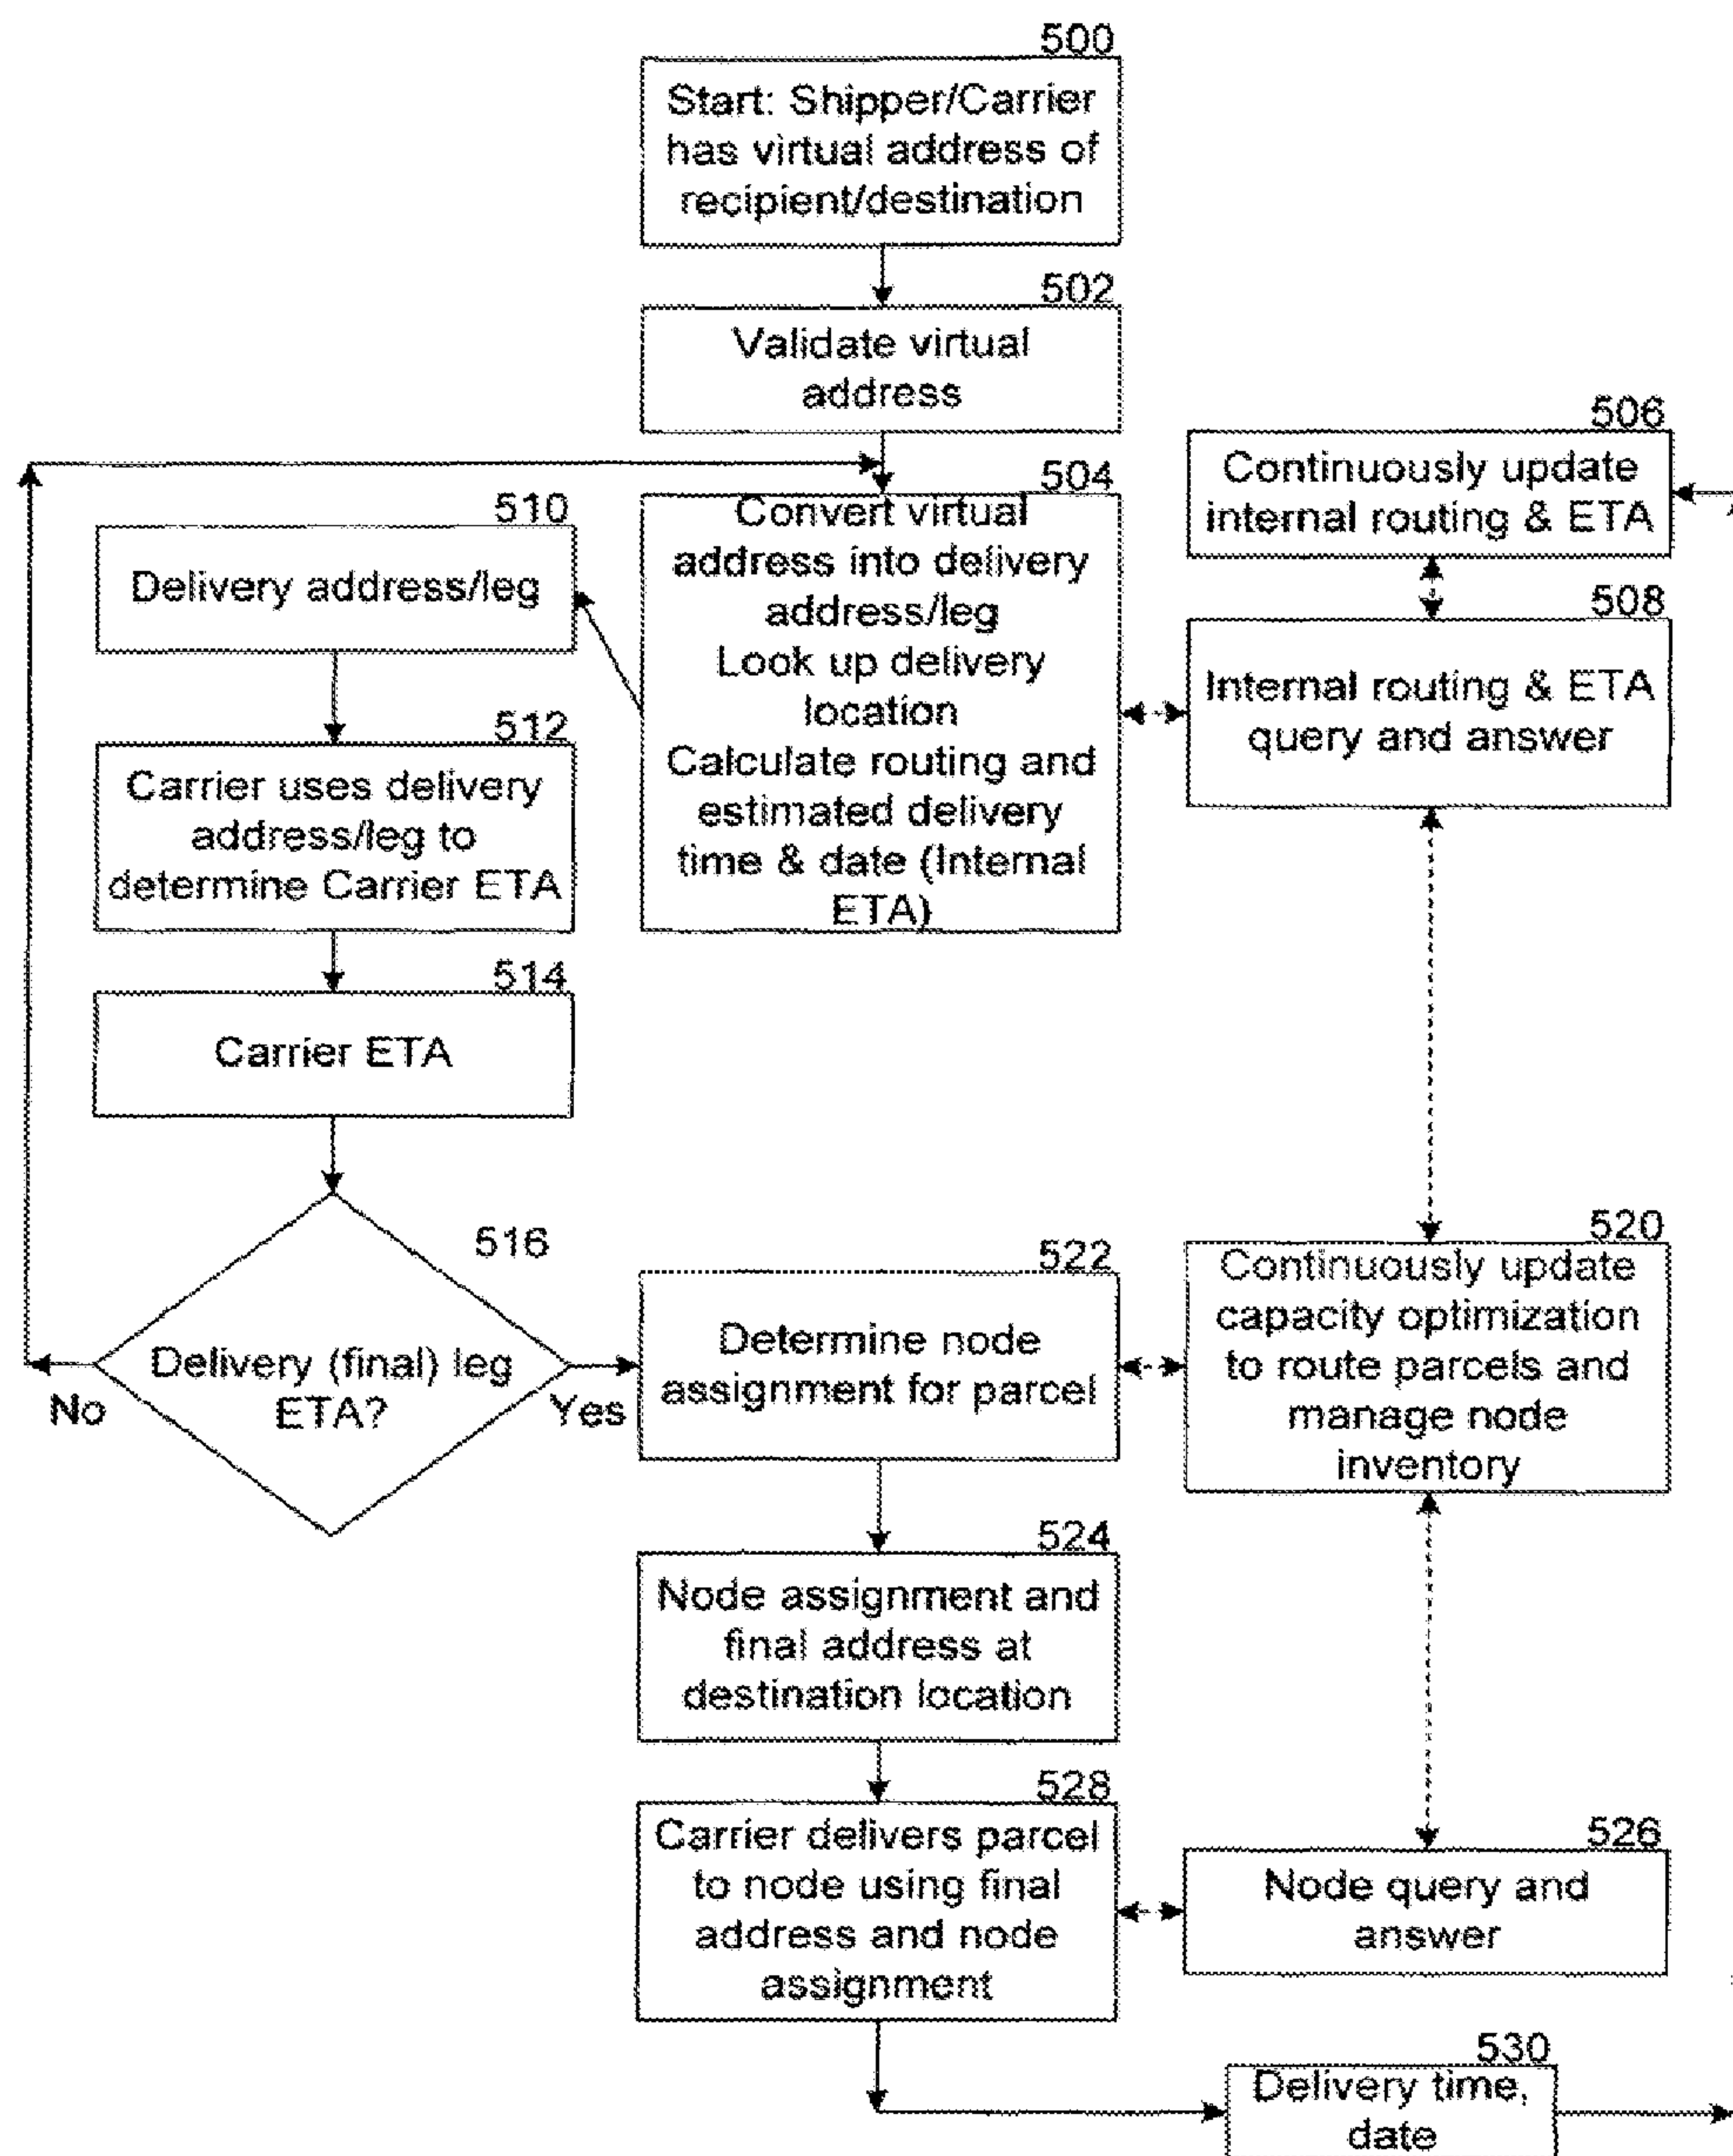 500
Start: Shipper/Carrier
has virtual address of
recipient/destination
502
Validate virtual
address
504
Convert virtual
address into delivery
address/leg
Look up delivery
location
Calculate routing and
estimated delivery
time & date (Internal
ETA)
506
Continuously update
internal routing & ETA
508
Internal routing & ETA
query and answer
510
Delivery address/leg
512
Carrier uses delivery
address/leg to
determine Carrier ETA
514
Carrier ETA
516
Delivery (final) leg
ETA?
No
Yes
522
Determine node
assignment for parcel
520
Continuously update
capacity optimization
to route parcels and
manage node
inventory
524
Node assignment and
final address at
destination location
528
Carrier delivers parcel
to node using final
address and node
assignment
526
Node query and
answer
530
Delivery time,
date